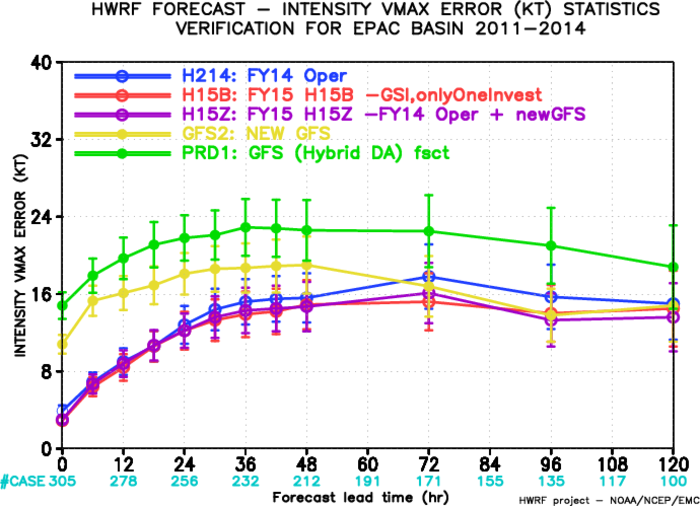 HWRF FORECAST – INTENSITY VMAX ERROR (KT) STATISTICS
VERIFICATION FOR EPAC BASIN 2011–2014
INTENSITY VMAX ERROR (KT)
40
32
24
16
8
0
H214: FY14 Oper
H15B: FY15 H15B –GSI,onlyOneInvest
H15Z: FY15 H15Z –FY14 Oper + newGFS
GFS2: NEW GFS
PRD1: GFS (Hybrid DA) fsct
0 12 24 36 48 60 72 84 96 108 120
#CASE 305 278 256 232 212 191 171 155 135 117 100
Forecast lead time (hr)
HWRF project – NOAA/NCEP/EMC